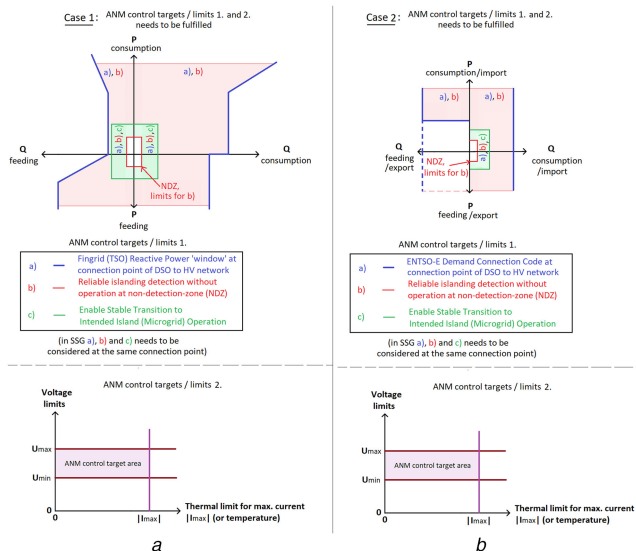 Case 1 : ANM control targets / limits 1. and 2.
needs to be fulfilled
P
consumption
a), b)
a), b)
a), b), c)
a), b), c)
Q
feeding
Q
consumption
NDZ,
limits for b)
P
feeding
ANM control targets / limits 1.
a) Fingrid (TSO) Reactive Power 'window' at
connection point of DSO to HV network
b) Reliable islanding detection without
operation at non-detection-zone (NDZ)
c) Enable Stable Transition to
Intended Island (Microgrid) Operation
(in SSG a), b) and c) needs to be
considered at the same connection point)
ANM control targets / limits 2.
Voltage
limits
Umax
ANM control target area
Umin
0
0
|Imax|
Thermal limit for max. current
|Imax| (or temperature)
a
Case 2 : ANM control targets / limits 1. and 2.
needs to be fulfilled
P
consumption/import
a), b)
a), b)
a), b), c)
Q
feeding
/export
Q
consumption
/import
NDZ,
limits for b)
P
feeding/export
ANM control targets / limits 1.
a) ENTSO-E Demand Connection Code at
connection point of DSO to HV network
b) Reliable islanding detection without
operation at non-detection-zone (NDZ)
c) Enable Stable Transition to
Intended Island (Microgrid) Operation
(in SSG a), b) and c) needs to be
considered at the same connection point)
ANM control targets / limits 2.
Voltage
limits
Umax
ANM control target area
Umin
0
0
|Imax|
Thermal limit for max. current
|Imax| (or temperature)
b